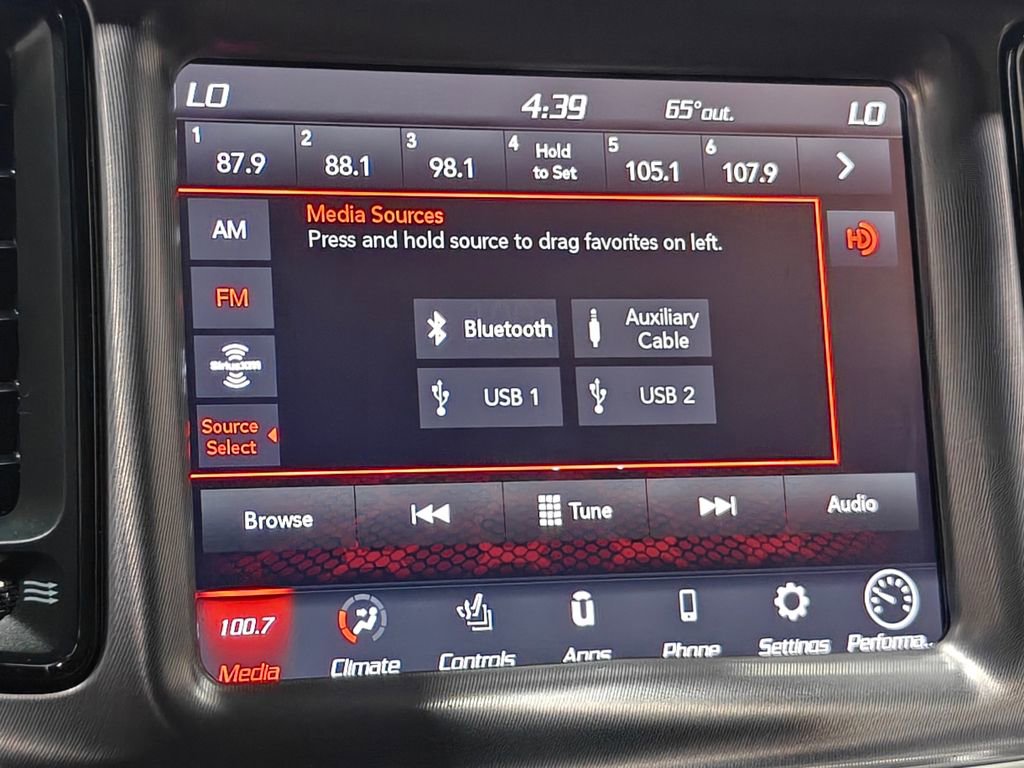 LO 4:39 65° out. LO
1 87.9 2 88.1 3 98.1 4 Hold to Set 5 105.1 6 107.9
Media Sources
Press and hold source to drag favorites on left.
AM
HD
FM
Bluetooth
Auxiliary
Cable
SiriusXM
USB 1
USB 2
Source
Select
Browse
Tune
Audio
100.7
Media
Climate
Controls
Apps
Phone
Settings
Performa..